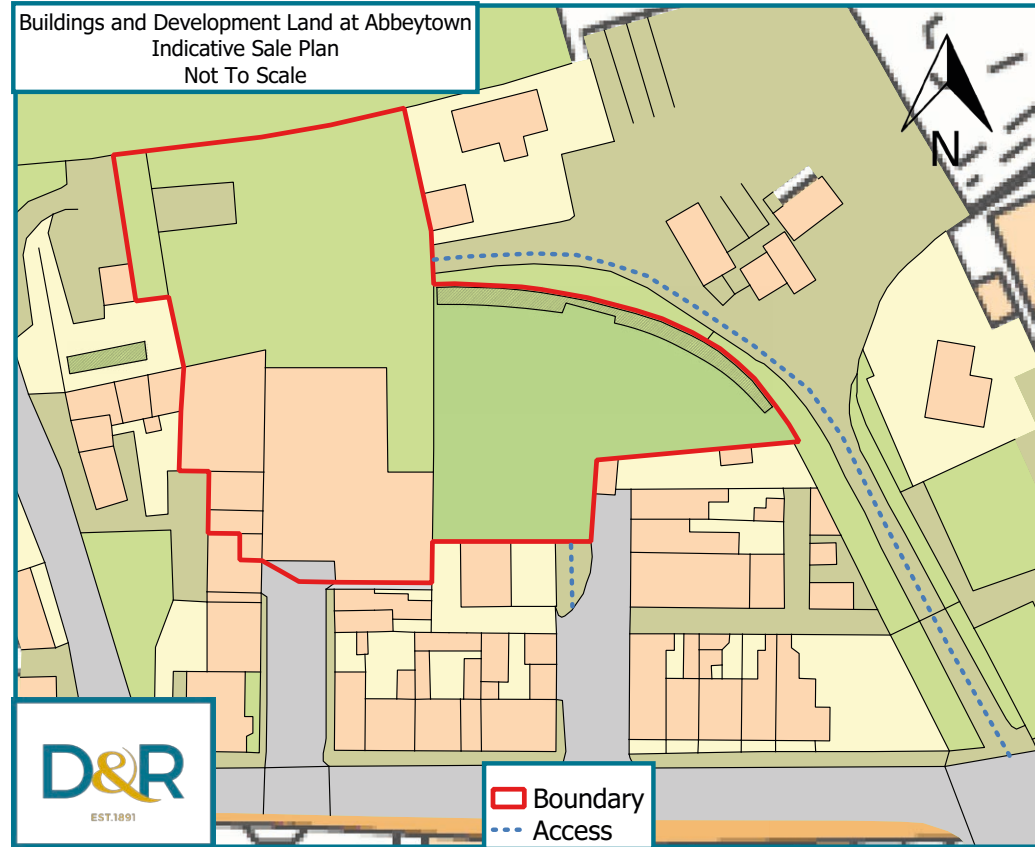 Buildings and Development Land at Abbeytown
Indicative Sale Plan
Not To Scale
N
D&R
EST.1891
Boundary
Access